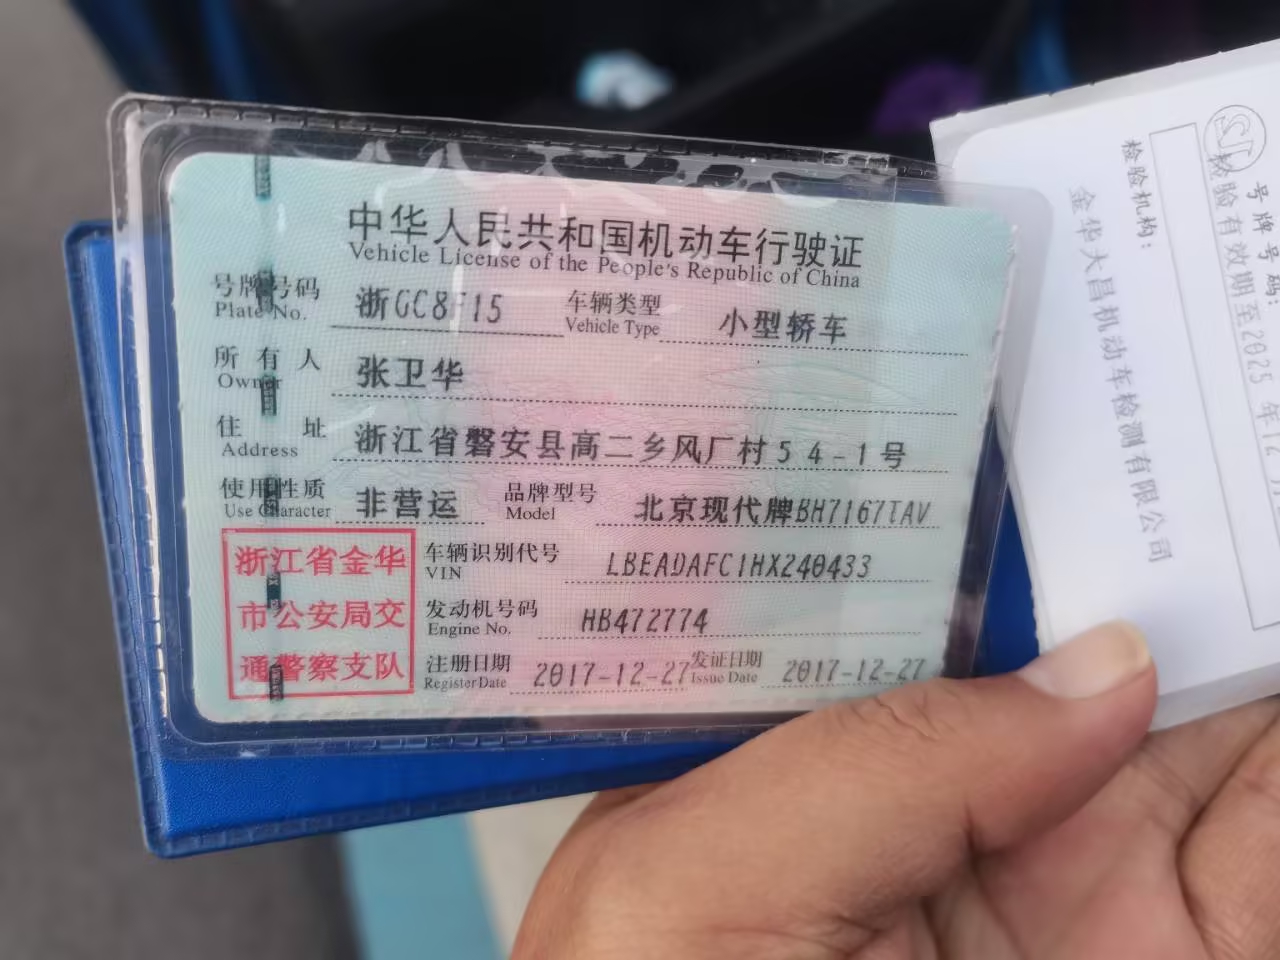 中华人民共和国机动车行驶证
Vehicle License of the People's Republic of China
号牌号码 浙GC8F15 车辆类型 小型轿车
Plate No. Vehicle Type
所有人 张卫华
Owner
住址 浙江省磐安县高二乡风厂村54-1号
Address
使用性质 非营运 品牌型号 北京现代牌BH7167TAV
Use Character Model
浙江省金华
市公安局交
通警察支队
车辆识别代号 LBEADAFC1HX240433
VIN
发动机号码 HB472774
Engine No.
注册日期 2017-12-27 发证日期 2017-12-27
Register Date Issue Date
号牌号码:
检验有效期至2025年12
检验机构:
金华大昌机动车检测有限公司